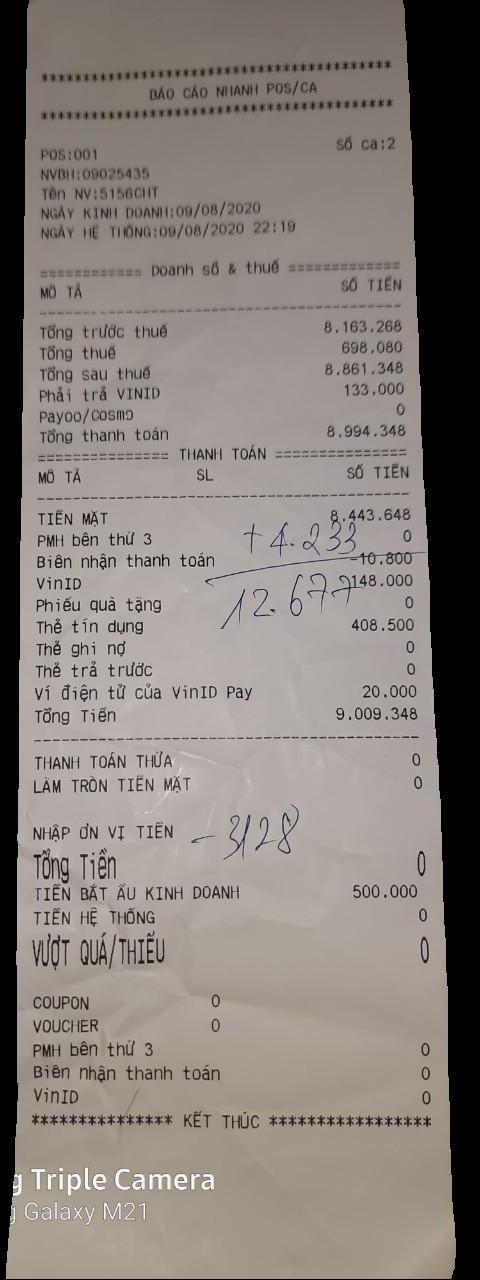 ******************************************
BÁO CÁO NHANH POS/CA
******************************************
Số ca:2
POS:001
NVBH:09025435
Tên NV:5156CHT
NGÀY KINH DOANH:09/08/2020
NGÀY HỆ THỐNG:09/08/2020 22:19
============ Doanh số & thuế =============
MÔ TẢ SỐ TIỀN
Tổng trước thuế 8.163.268
Tổng thuế 698.080
Tổng sau thuế 8.861.348
Phải trả VINID 133.000
Payoo/Cosmo 0
Tổng thanh toán 8.994.348
=============== THANH TOÁN ===============
MÔ TẢ SL SỐ TIỀN
TIỀN MẶT 8.443.648
PMH bên thứ 3 0
+ 4.233
Biên nhận thanh toán -10.800
VinID 148.000
12.677
Phiếu quà tặng 0
Thẻ tín dụng 408.500
Thẻ ghi nợ 0
Thẻ trả trước 0
Ví điện tử của VinID Pay 20.000
Tổng Tiền 9.009.348
THANH TOÁN THỪA 0
LÀM TRÒN TIỀN MẶT 0
NHẬP ƠN VỊ TIỀN - 3128
Tổng Tiền 0
TIỀN BẮT ẦU KINH DOANH 500.000
TIỀN HỆ THỐNG 0
VƯỢT QUÁ/THIẾU 0
COUPON 0
VOUCHER 0
PMH bên thứ 3 0
Biên nhận thanh toán 0
VinID 0
*************** KẾT THÚC *****************
g Triple Camera
Galaxy M21